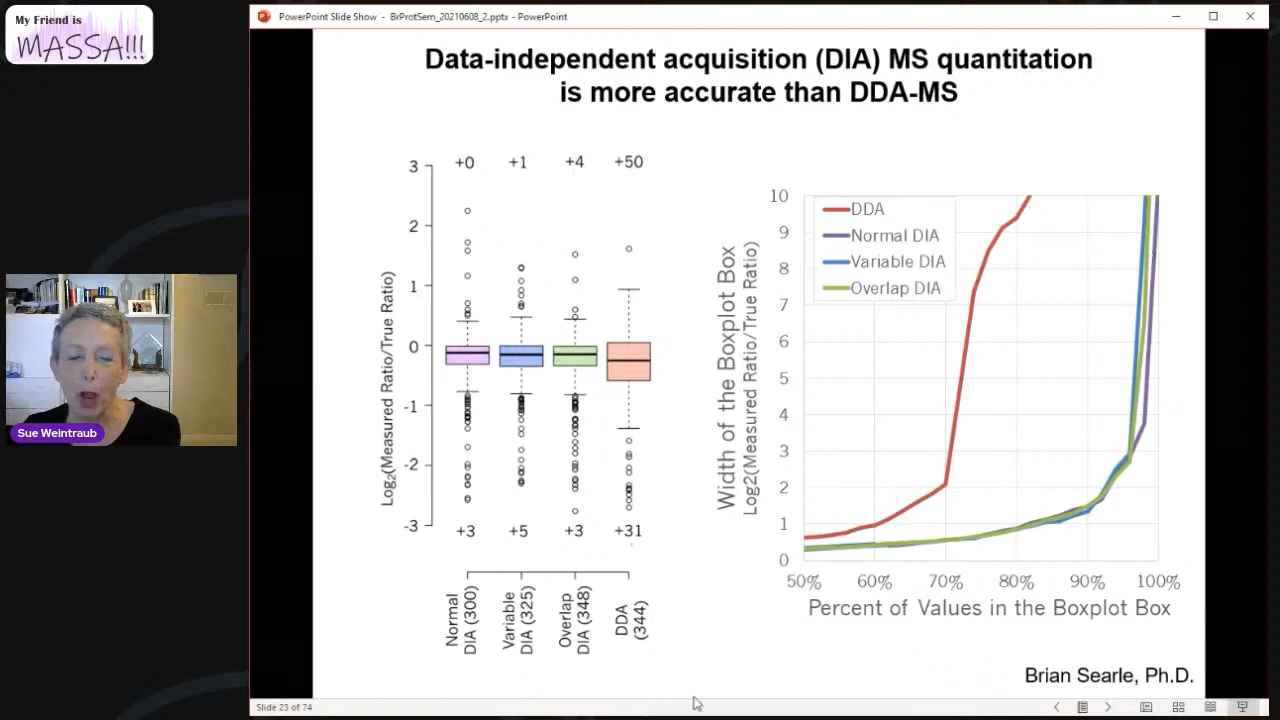 My Friend is
MASSA!!!
PowerPoint Slide Show - BrProtSem_20210608_2.pptx - PowerPoint
Data-independent acquisition (DIA) MS quantitation
is more accurate than DDA-MS
+0 +1 +4 +50
3
2
1
0
-1
-2
-3
Log2(Measured Ratio/True Ratio)
+3 +5 +3 +31
Normal
DIA (300)
Variable
DIA (325)
Overlap
DIA (348)
DDA
(344)
Width of the Boxplot Box
Log2(Measured Ratio/True Ratio)
10
9
8
7
6
5
4
3
2
1
0
DDA
Normal DIA
Variable DIA
Overlap DIA
50% 60% 70% 80% 90% 100%
Percent of Values in the Boxplot Box
Brian Searle, Ph.D.
Sue Weintraub
Slide 23 of 74